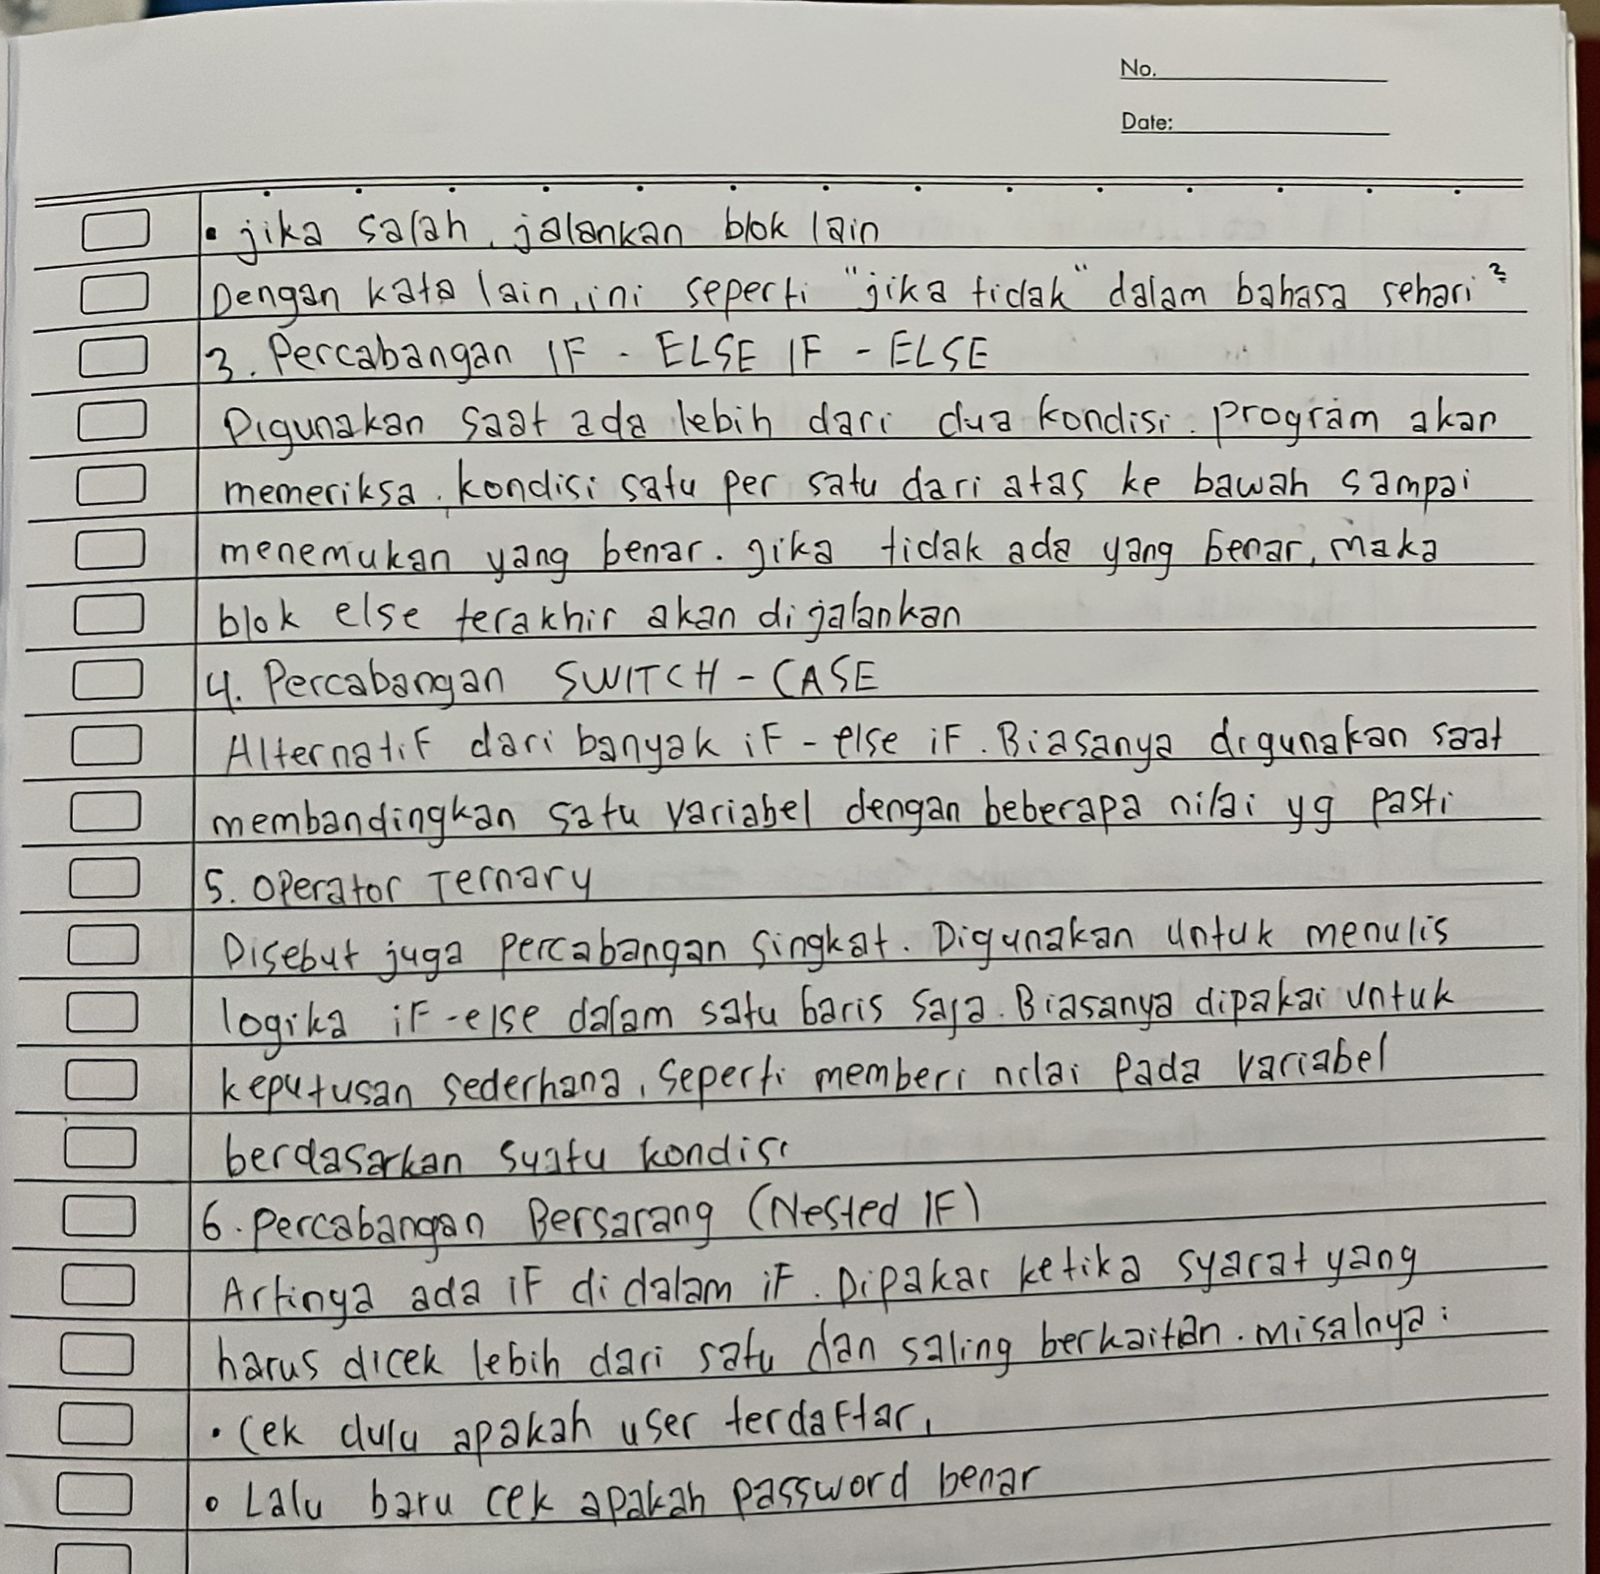 No.
Date:
• jika salah, jalankan blok lain
Dengan kata lain, ini seperti "jika tidak" dalam bahasa sehari²
3. Percabangan IF - ELSE IF - ELSE
Digunakan saat ada lebih dari dua kondisi. program akan
memeriksa, kondisi satu per satu dari atas ke bawah sampai
menemukan yang benar. jika tidak ada yang benar, maka
blok else terakhir akan dijalankan
4. Percabangan SWITCH - CASE
Alternatif dari banyak if - else if. Biasanya digunakan saat
membandingkan satu variabel dengan beberapa nilai yg pasti
5. Operator Ternary
Disebut juga percabangan singkat. Digunakan untuk menulis
logika if-else dalam satu baris saja. Biasanya dipakai untuk
keputusan sederhana, seperti memberi nilai pada variabel
berdasarkan suatu kondisi
6. percabangan Bersarang (Nested IF)
Artinya ada if di dalam if. Dipakai ketika syarat yang
harus dicek lebih dari satu dan saling berkaitan. misalnya:
• Cek dulu apakah user terdaftar,
• Lalu baru cek apakah password benar